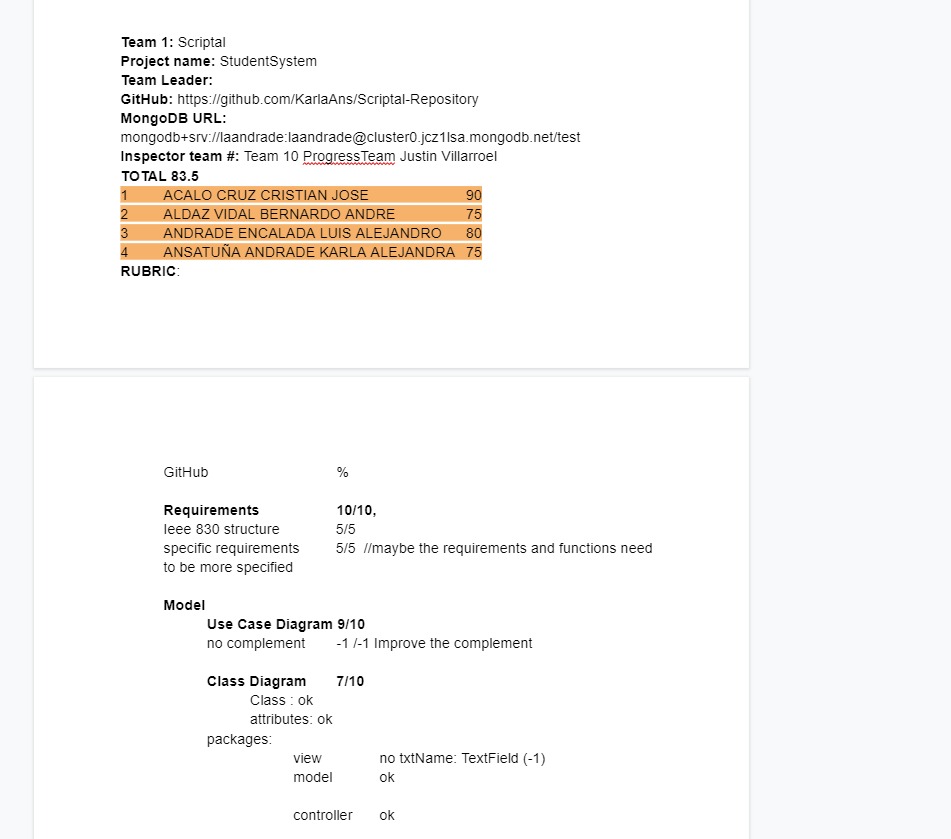 Team 1: Scriptal
Project name: StudentSystem
Team Leader:
GitHub: https://github.com/KarlaAns/Scriptal-Repository
MongoDB URL:
mongodb+srv://laandrade:laandrade@cluster0.jcz1lsa.mongodb.net/test
Inspector team #: Team 10 ProgressTeam Justin Villarroel
TOTAL 83.5
1 ACALO CRUZ CRISTIAN JOSE 90
2 ALDAZ VIDAL BERNARDO ANDRE 75
3 ANDRADE ENCALADA LUIS ALEJANDRO 80
4 ANSATUÑA ANDRADE KARLA ALEJANDRA 75
RUBRIC:
GitHub %
Requirements 10/10,
Ieee 830 structure 5/5
specific requirements 5/5 //maybe the requirements and functions need
to be more specified
Model
Use Case Diagram 9/10
no complement -1 /-1 Improve the complement
Class Diagram 7/10
Class : ok
attributes: ok
packages:
view no txtName: TextField (-1)
model ok
controller ok